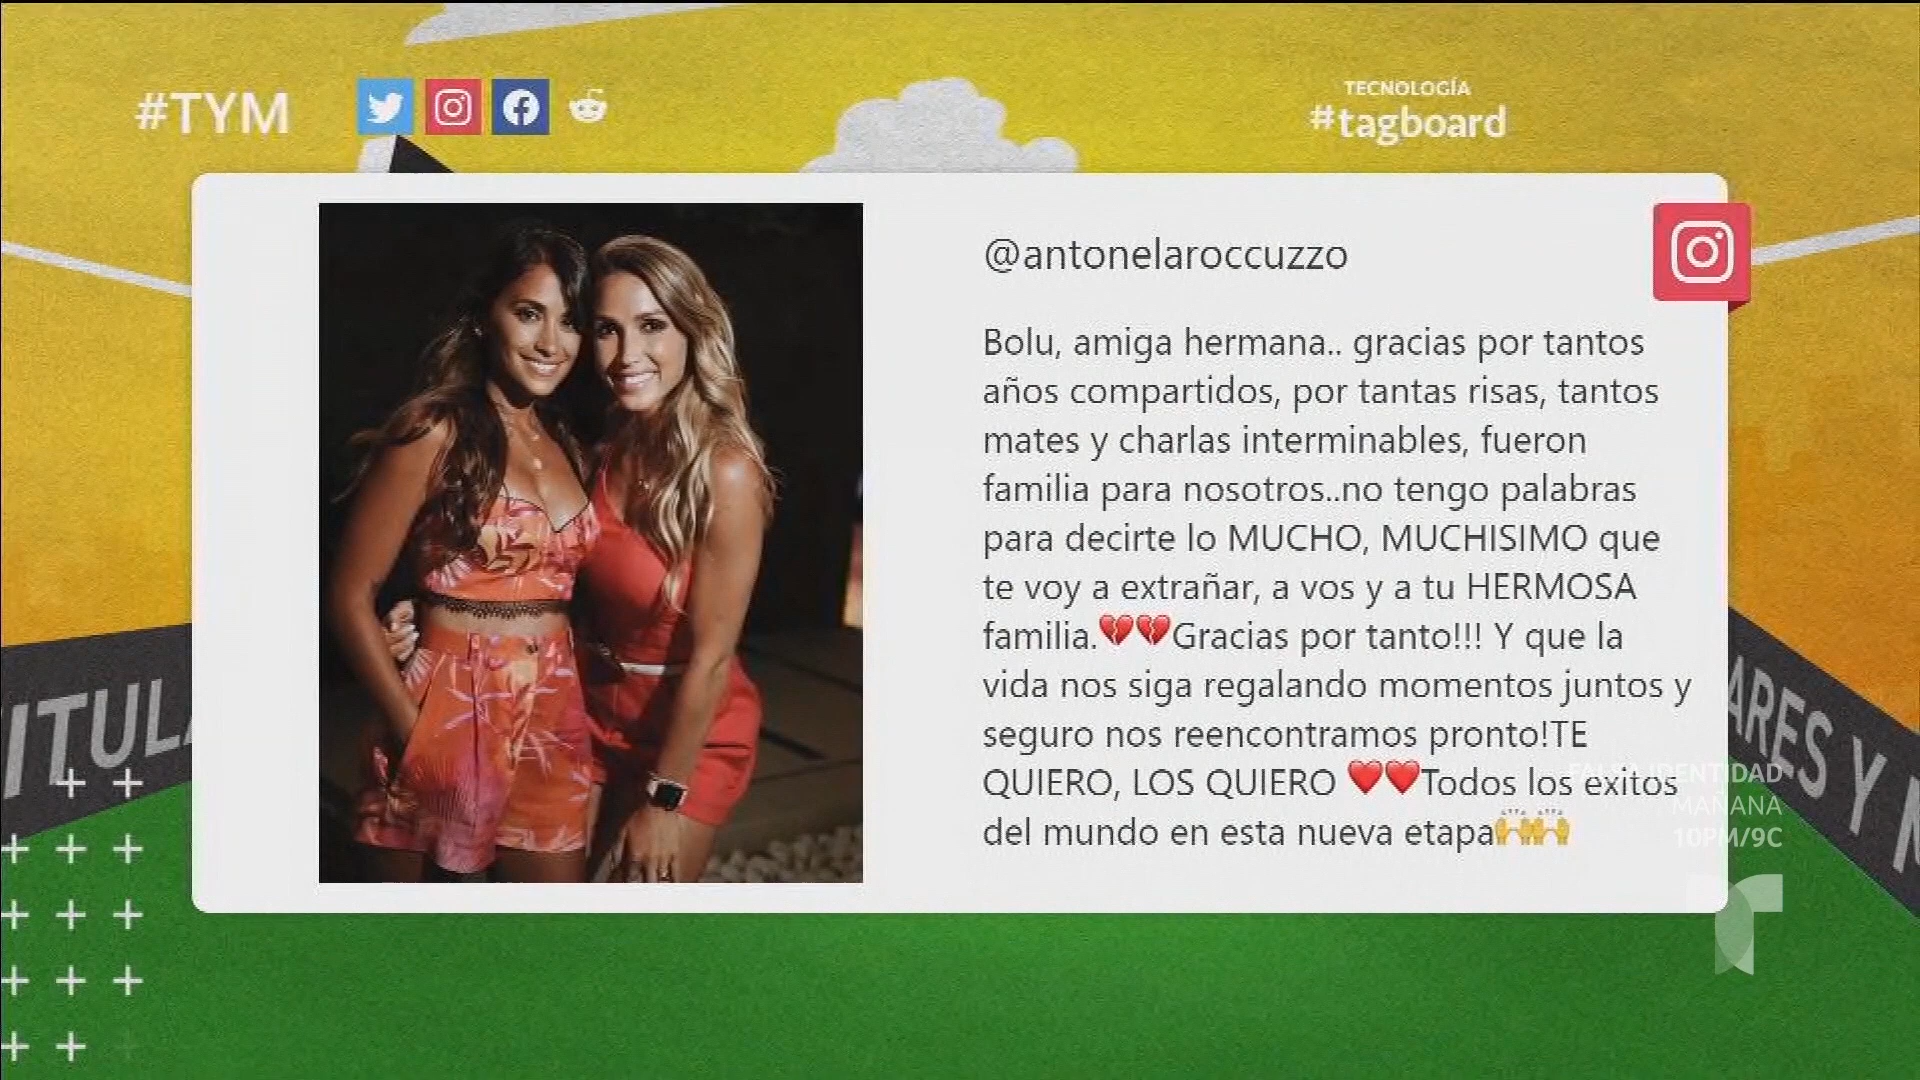 #TYM
TECNOLOGÍA
#tagboard
@antonelaroccuzzo
Bolu, amiga hermana.. gracias por tantos
años compartidos, por tantas risas, tantos
mates y charlas interminables, fueron
familia para nosotros..no tengo palabras
para decirte lo MUCHO, MUCHISIMO que
te voy a extrañar, a vos y a tu HERMOSA
familia.💔💔Gracias por tanto!!! Y que la
vida nos siga regalando momentos juntos y
seguro nos reencontramos pronto!TE
QUIERO, LOS QUIERO ❤️❤️Todos los exitos
del mundo en esta nueva etapa🙌🙌
FALSA IDENTIDAD
MAÑANA
10PM/9C
ITULA
ARES Y M